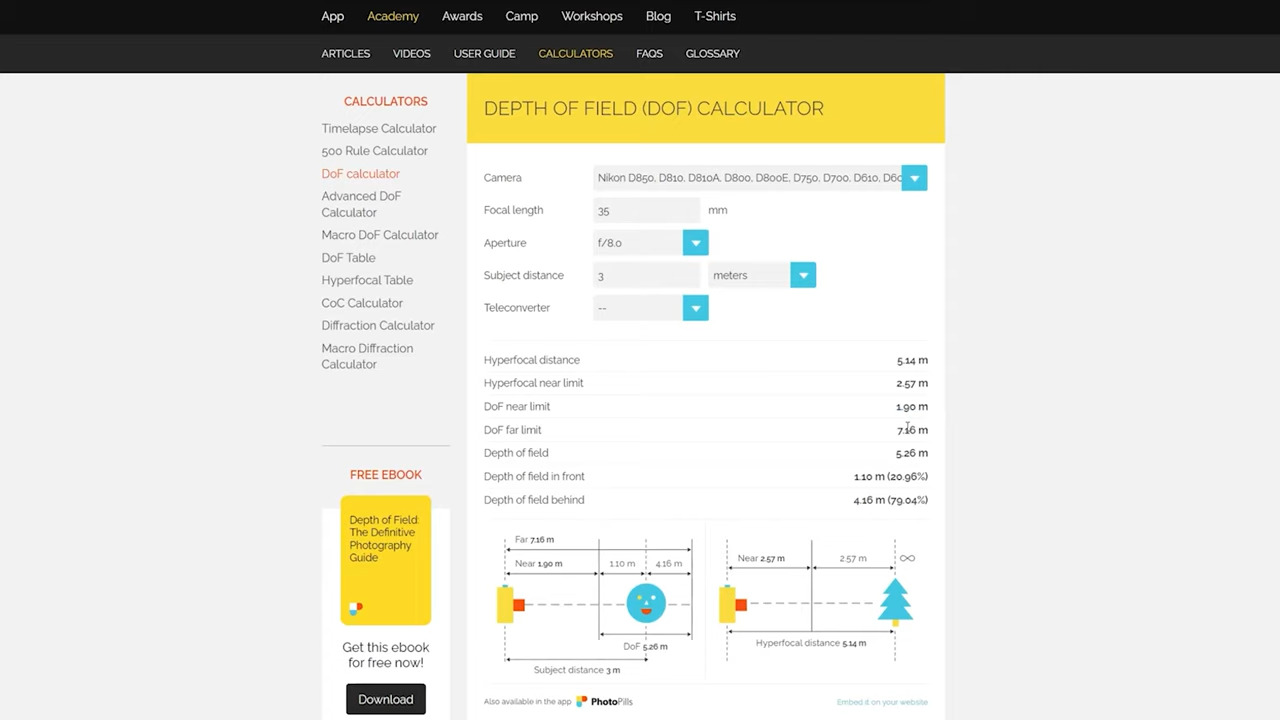 App Academy Awards Camp Workshops Blog T-Shirts
ARTICLES VIDEOS USER GUIDE CALCULATORS FAQS GLOSSARY
CALCULATORS
Timelapse Calculator
500 Rule Calculator
DoF calculator
Advanced DoF
Calculator
Macro DoF Calculator
DoF Table
Hyperfocal Table
CoC Calculator
Diffraction Calculator
Macro Diffraction
Calculator
FREE EBOOK
Depth of Field:
The Definitive
Photography
Guide
Get this ebook
for free now!
Download
DEPTH OF FIELD (DOF) CALCULATOR
Camera Nikon D850, D810, D810A, D800, D800E, D750, D700, D610, D60
Focal length 35 mm
Aperture f/8.0
Subject distance 3 meters
Teleconverter --
Hyperfocal distance 5.14 m
Hyperfocal near limit 2.57 m
DoF near limit 1.90 m
DoF far limit 7.16 m
Depth of field 5.26 m
Depth of field in front 1.10 m (20.96%)
Depth of field behind 4.16 m (79.04%)
Far 7.16 m
Near 1.90 m 1.10 m 4.16 m
DoF 5.26 m
Subject distance 3 m
Near 2.57 m 2.57 m ∞
Hyperfocal distance 5.14 m
Also available in the app PhotoPills
Embed it on your website